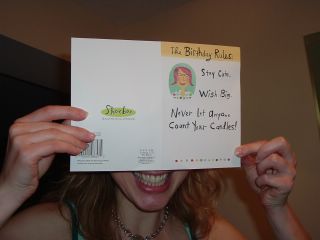 The Birthday Rules:
Stay Cute.
Wish Big.
Never let Anyone
Count Your Candles!
Shoebox